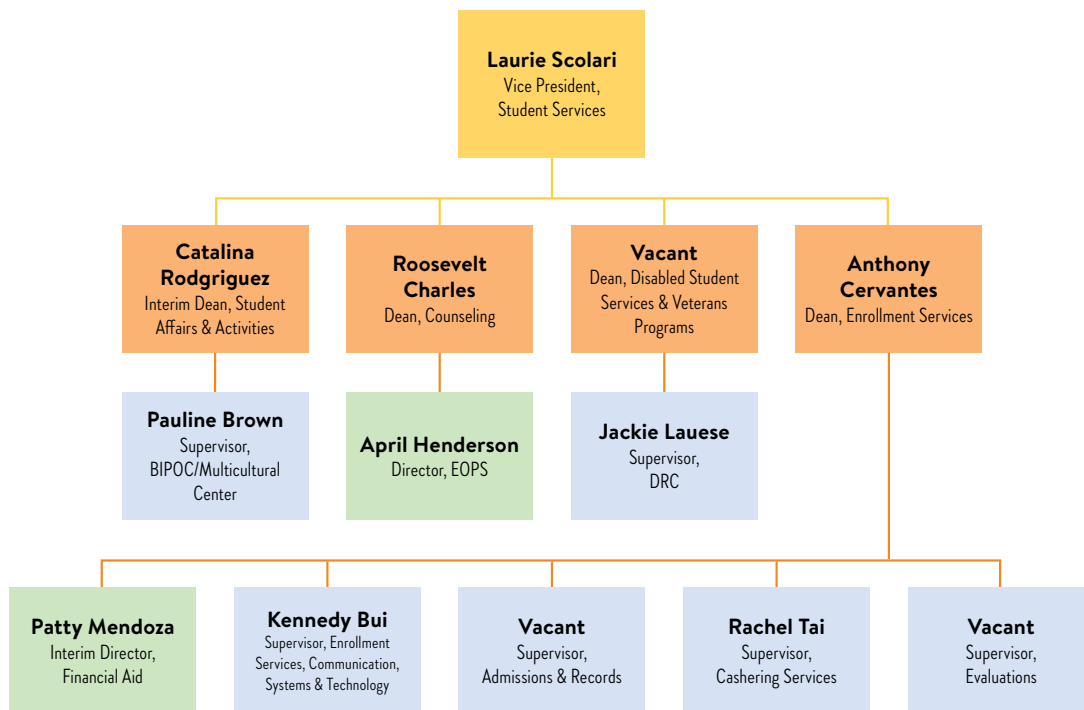 Laurie Scolari
Vice President,
Student Services
Catalina
Rodgriguez
Interim Dean, Student
Affairs & Activities
Roosevelt
Charles
Dean, Counseling
Vacant
Dean, Disabled Student
Services & Veterans
Programs
Anthony
Cervantes
Dean, Enrollment Services
Pauline Brown
Supervisor,
BIPOC/Multicultural
Center
April Henderson
Director, EOPS
Jackie Lauese
Supervisor,
DRC
Patty Mendoza
Interim Director,
Financial Aid
Kennedy Bui
Supervisor, Enrollment
Services, Communication,
Systems & Technology
Vacant
Supervisor,
Admissions & Records
Rachel Tai
Supervisor,
Cashering Services
Vacant
Supervisor,
Evaluations